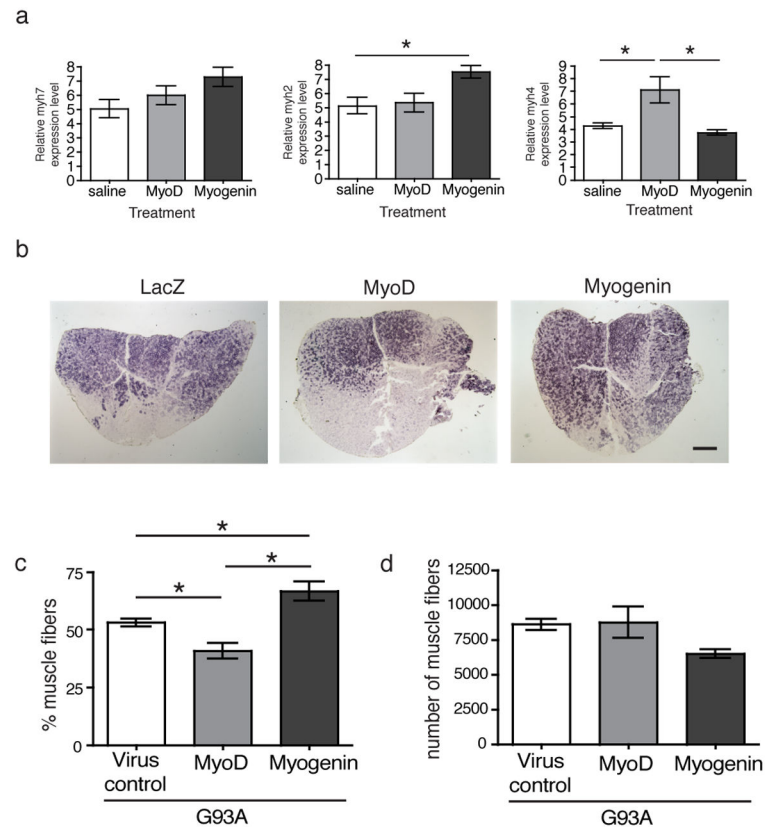 a
Relative myh7
expression level
8
7
6
5
4
3
2
1
0
saline MyoD Myogenin
Treatment
*
Relative myh2
expression level
8
7
6
5
4
3
2
1
0
saline MyoD Myogenin
Treatment
* *
Relative myh4
expression level
9
8
7
6
5
4
3
2
1
0
saline MyoD Myogenin
Treatment
b
LacZ MyoD Myogenin
c
*
* *
% muscle fibers
75
50
25
0
Virus
control
MyoD Myogenin
G93A
d
number of muscle fibers
12500
10000
7500
5000
2500
0
Virus
control
MyoD Myogenin
G93A